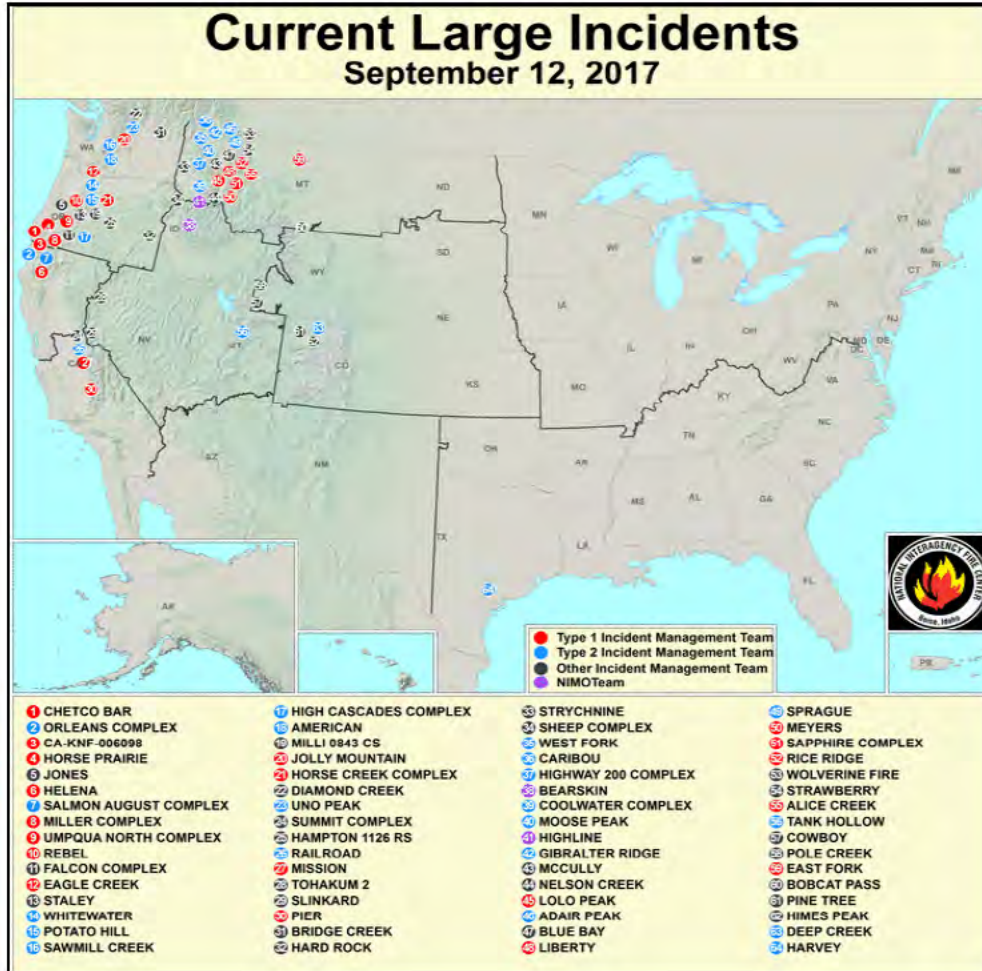 Current Large Incidents
September 12, 2017
WA
MT
ND
MN
ID
WY
SD
WI
MI
NY
VT
NH
CT
RI
NV
UT
CO
NE
IA
IL
IN
OH
PA
NJ
DE
WV
VA
KS
MO
KY
NC
AZ
NM
OK
AR
TN
SC
MS
AL
GA
TX
LA
FL
AK
PR
NATIONAL INTERAGENCY FIRE CENTER
Boise, Idaho
Type 1 Incident Management Team
Type 2 Incident Management Team
Other Incident Management Team
NIMOTeam
1 CHETCO BAR
2 ORLEANS COMPLEX
3 CA-KNF-006098
4 HORSE PRAIRIE
5 JONES
6 HELENA
7 SALMON AUGUST COMPLEX
8 MILLER COMPLEX
9 UMPQUA NORTH COMPLEX
10 REBEL
11 FALCON COMPLEX
12 EAGLE CREEK
13 STALEY
14 WHITEWATER
15 POTATO HILL
16 SAWMILL CREEK
17 HIGH CASCADES COMPLEX
18 AMERICAN
19 MILLI 0843 CS
20 JOLLY MOUNTAIN
21 HORSE CREEK COMPLEX
22 DIAMOND CREEK
23 UNO PEAK
24 SUMMIT COMPLEX
25 HAMPTON 1126 RS
26 RAILROAD
27 MISSION
28 TOHAKUM 2
29 SLINKARD
30 PIER
31 BRIDGE CREEK
32 HARD ROCK
33 STRYCHNINE
34 SHEEP COMPLEX
35 WEST FORK
36 CARIBOU
37 HIGHWAY 200 COMPLEX
38 BEARSKIN
39 COOLWATER COMPLEX
40 MOOSE PEAK
41 HIGHLINE
42 GIBRALTER RIDGE
43 MCCULLY
44 NELSON CREEK
45 LOLO PEAK
46 ADAIR PEAK
47 BLUE BAY
48 LIBERTY
49 SPRAGUE
50 MEYERS
51 SAPPHIRE COMPLEX
52 RICE RIDGE
53 WOLVERINE FIRE
54 STRAWBERRY
55 ALICE CREEK
56 TANK HOLLOW
57 COWBOY
58 POLE CREEK
59 EAST FORK
60 BOBCAT PASS
61 PINE TREE
62 HIMES PEAK
63 DEEP CREEK
64 HARVEY